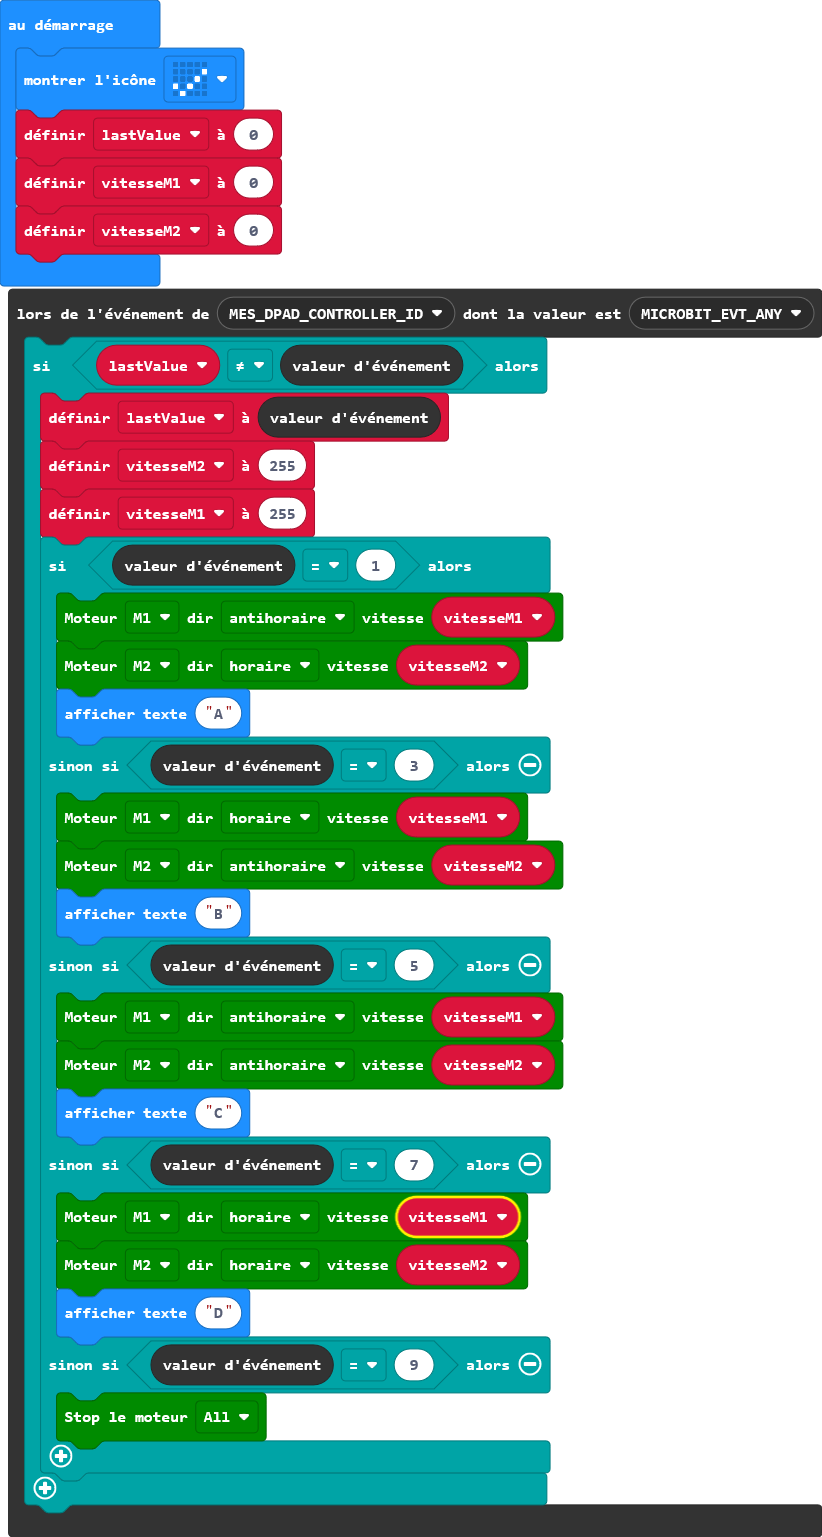 au démarrage
montrer l'icône
définir lastValue à 0
définir vitesseM1 à 0
définir vitesseM2 à 0
lors de l'événement de MES_DPAD_CONTROLLER_ID dont la valeur est MICROBIT_EVT_ANY
si lastValue ≠ valeur d'événement alors
définir lastValue à valeur d'événement
définir vitesseM2 à 255
définir vitesseM1 à 255
si valeur d'événement = 1 alors
Moteur M1 dir antihoraire vitesse vitesseM1
Moteur M2 dir horaire vitesse vitesseM2
afficher texte "A"
sinon si valeur d'événement = 3 alors
Moteur M1 dir horaire vitesse vitesseM1
Moteur M2 dir antihoraire vitesse vitesseM2
afficher texte "B"
sinon si valeur d'événement = 5 alors
Moteur M1 dir antihoraire vitesse vitesseM1
Moteur M2 dir antihoraire vitesse vitesseM2
afficher texte "C"
sinon si valeur d'événement = 7 alors
Moteur M1 dir horaire vitesse vitesseM1
Moteur M2 dir horaire vitesse vitesseM2
afficher texte "D"
sinon si valeur d'événement = 9 alors
Stop le moteur All